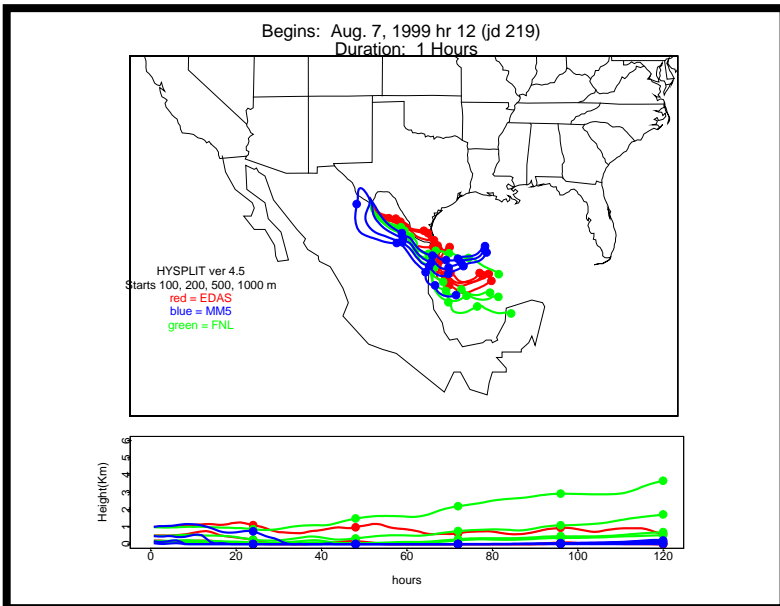 Begins:  Aug. 7, 1999 hr 12 (jd 219)
Duration:  1 Hours
HYSPLIT ver 4.5
Starts 100, 200, 500, 1000 m
red = EDAS
blue = MM5
green = FNL
Height(Km)
6
5
4
3
2
1
0
0 20 40 60 80 100 120
hours